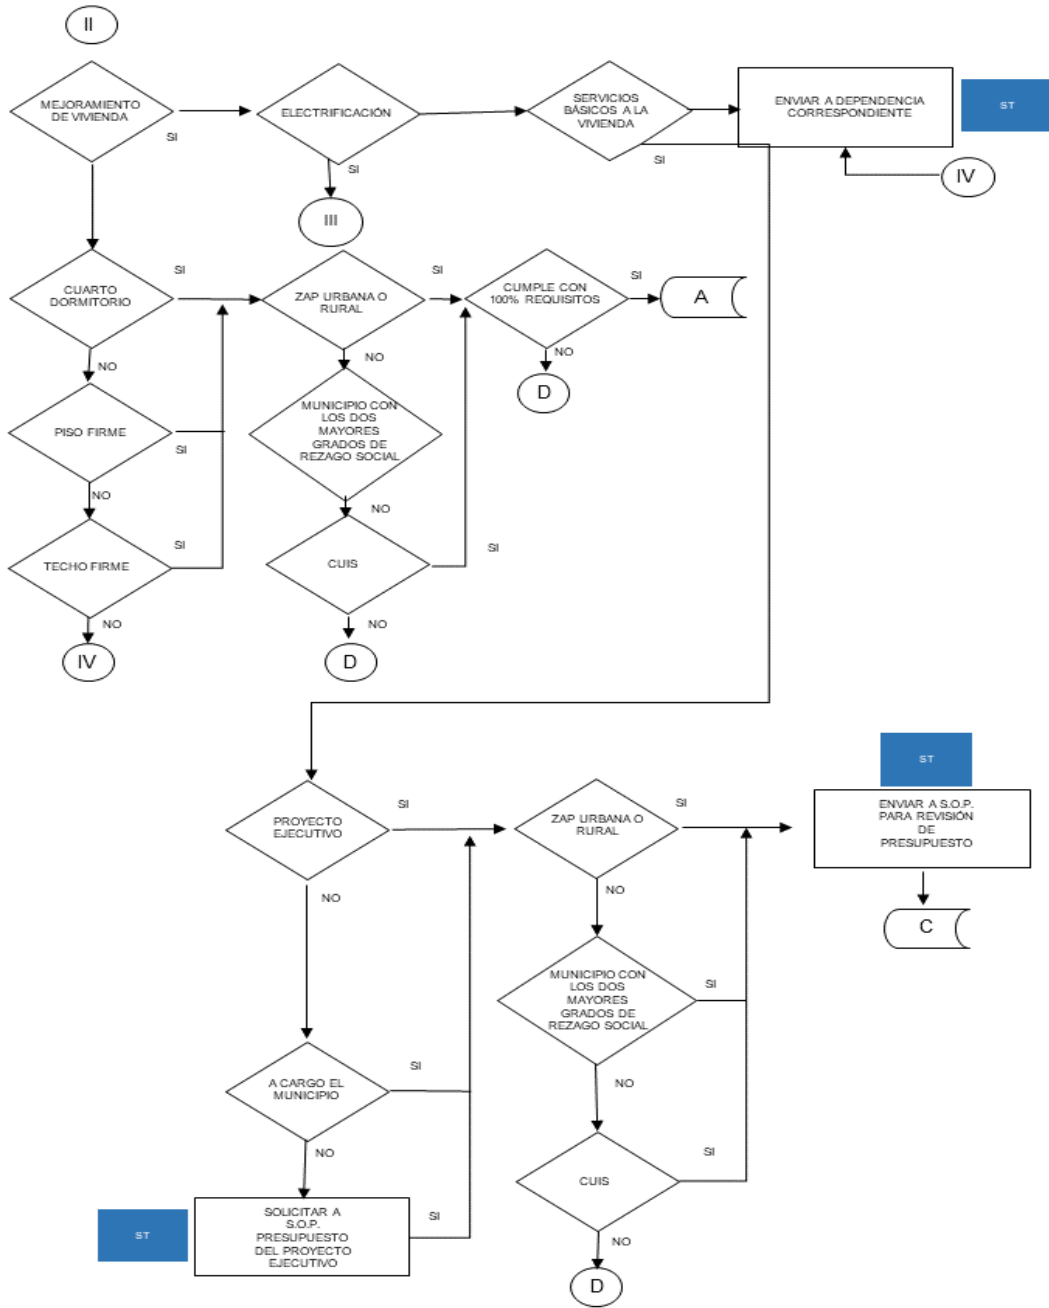 II
MEJORAMIENTO
DE VIVIENDA
SI
ELECTRIFICACIÓN
SI
III
SERVICIOS
BÁSICOS A LA
VIVIENDA
SI
ENVIAR A DEPENDENCIA
CORRESPONDIENTE
ST
IV
CUARTO
DORMITORIO
SI
NO
ZAP URBANA O
RURAL
SI
NO
CUMPLE CON
100% REQUISITOS
SI
A
NO
D
PISO FIRME
SI
NO
MUNICIPIO CON
LOS DOS
MAYORES
GRADOS DE
REZAGO SOCIAL
NO
TECHO FIRME
SI
NO
IV
CUIS
SI
NO
D
PROYECTO
EJECUTIVO
SI
NO
ZAP URBANA O
RURAL
SI
NO
ST
ENVIAR A S.O.P.
PARA REVISIÓN
DE
PRESUPUESTO
C
MUNICIPIO CON
LOS DOS
MAYORES
GRADOS DE
REZAGO SOCIAL
SI
NO
A CARGO EL
MUNICIPIO
SI
NO
CUIS
SI
NO
D
ST
SOLICITAR A
S.O.P.
PRESUPUESTO
DEL PROYECTO
EJECUTIVO
SI